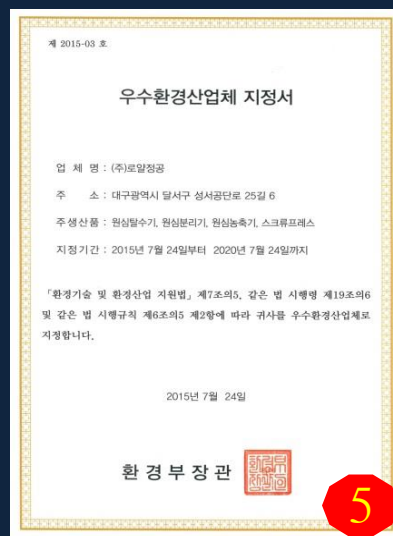 제 2015-03 호
우수환경산업체 지정서
업 체 명 : (주)로얄정공
주 소 : 대구광역시 달서구 성서공단로 25길 6
주생산품 : 원심탈수기, 원심분리기, 원심농축기, 스크류프레스
지정기간 : 2015년 7월 24일부터 2020년 7월 24일까지
「환경기술 및 환경산업 지원법」 제7조의5, 같은 법 시행령 제19조의6
및 같은 법 시행규칙 제6조의5 제2항에 따라 귀사를 우수환경산업체로
지정합니다.
2015년 7월 24일
환경부장관
5